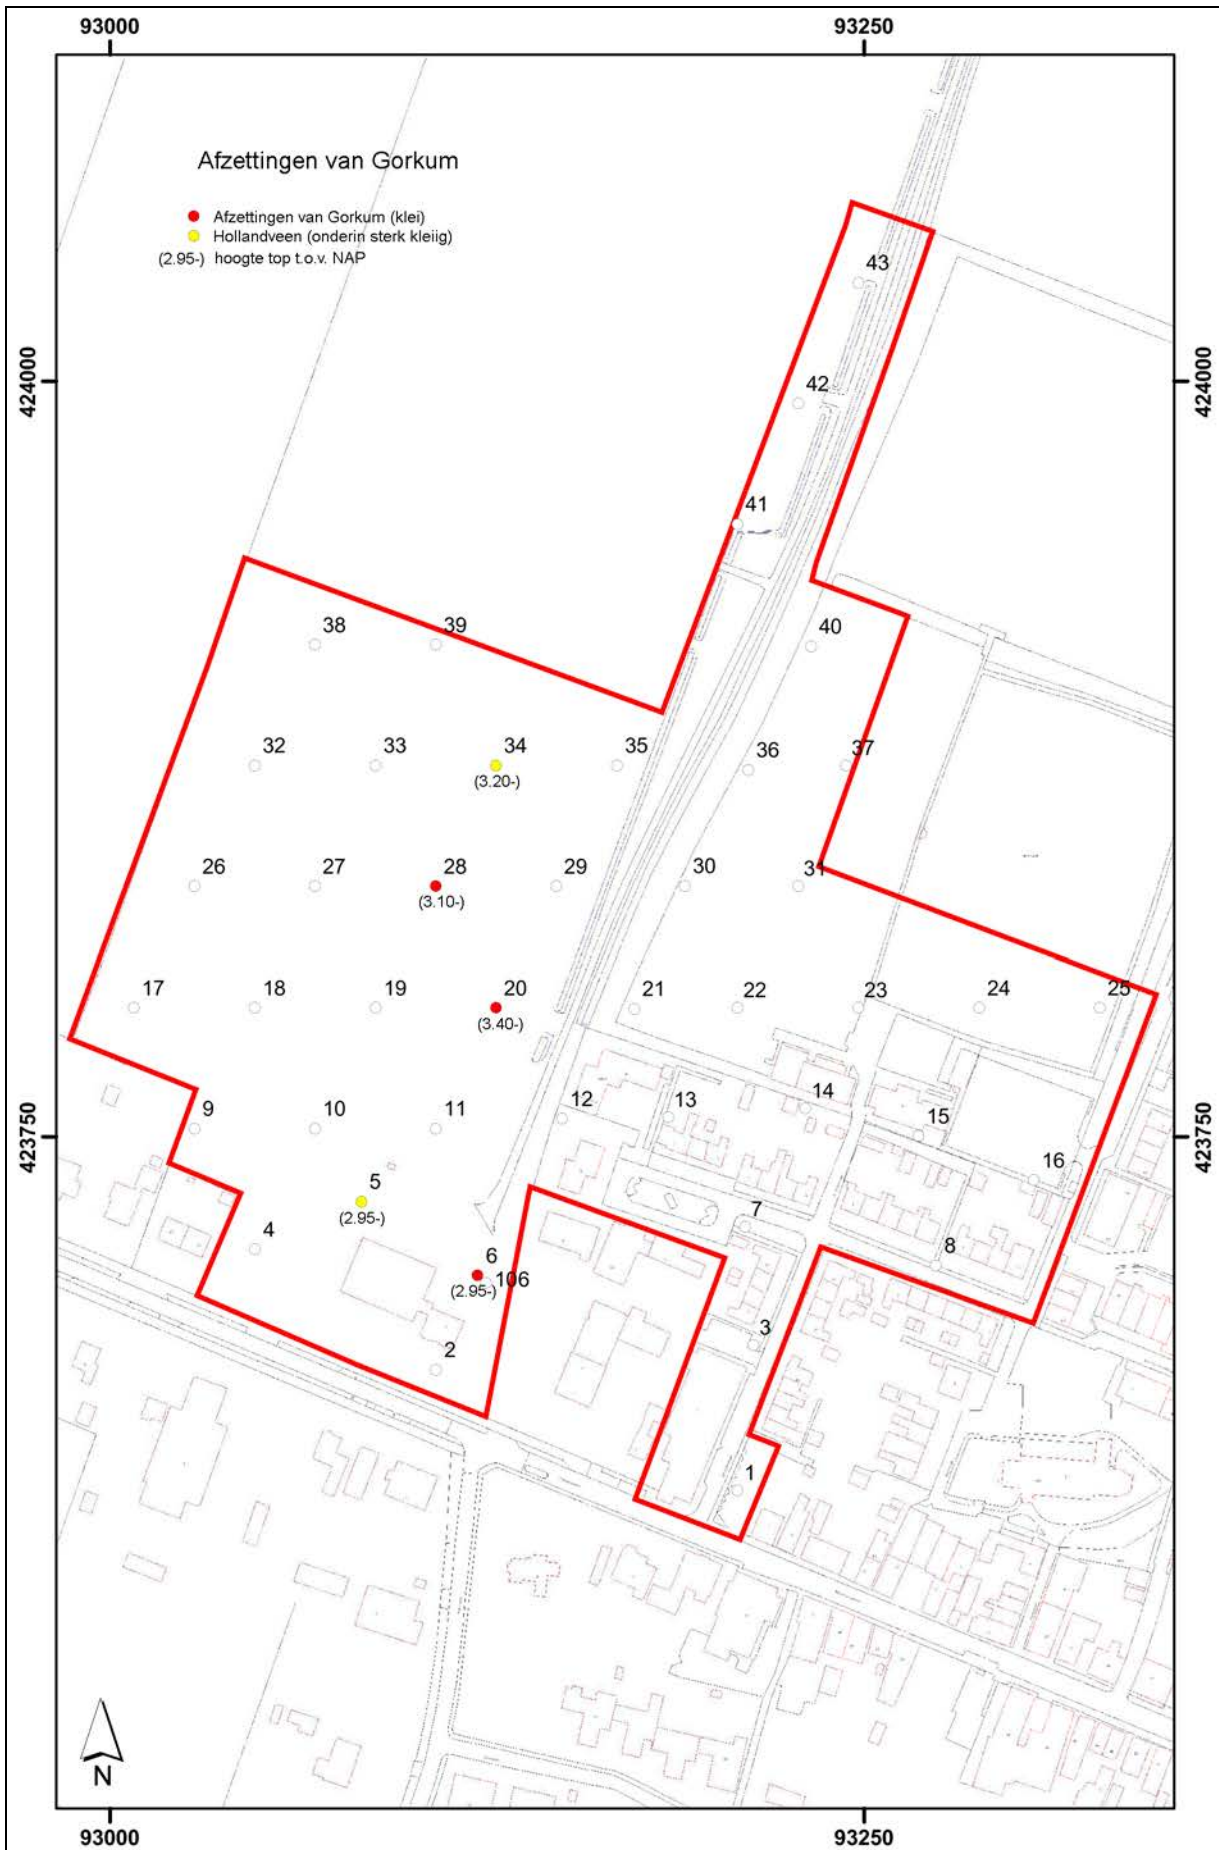 93000 93250
Afzettingen van Gorkum
Afzettingen van Gorkum (klei)
Hollandveen (onderin sterk kleiig)
(2.95-) hoogte top t.o.v. NAP
43
424000 424000
42
41
38 39 40
32 33 34 35 36 37
(3.20-)
26 27 28 29 30 31
(3.10-)
17 18 19 20 21 22 23 24 25
(3.40-)
9 10 11 12 13 14 15
423750 423750
16
5
(2.95-)
4 7 8
6
(2.95-) 106
2 3
1
N
93000 93250